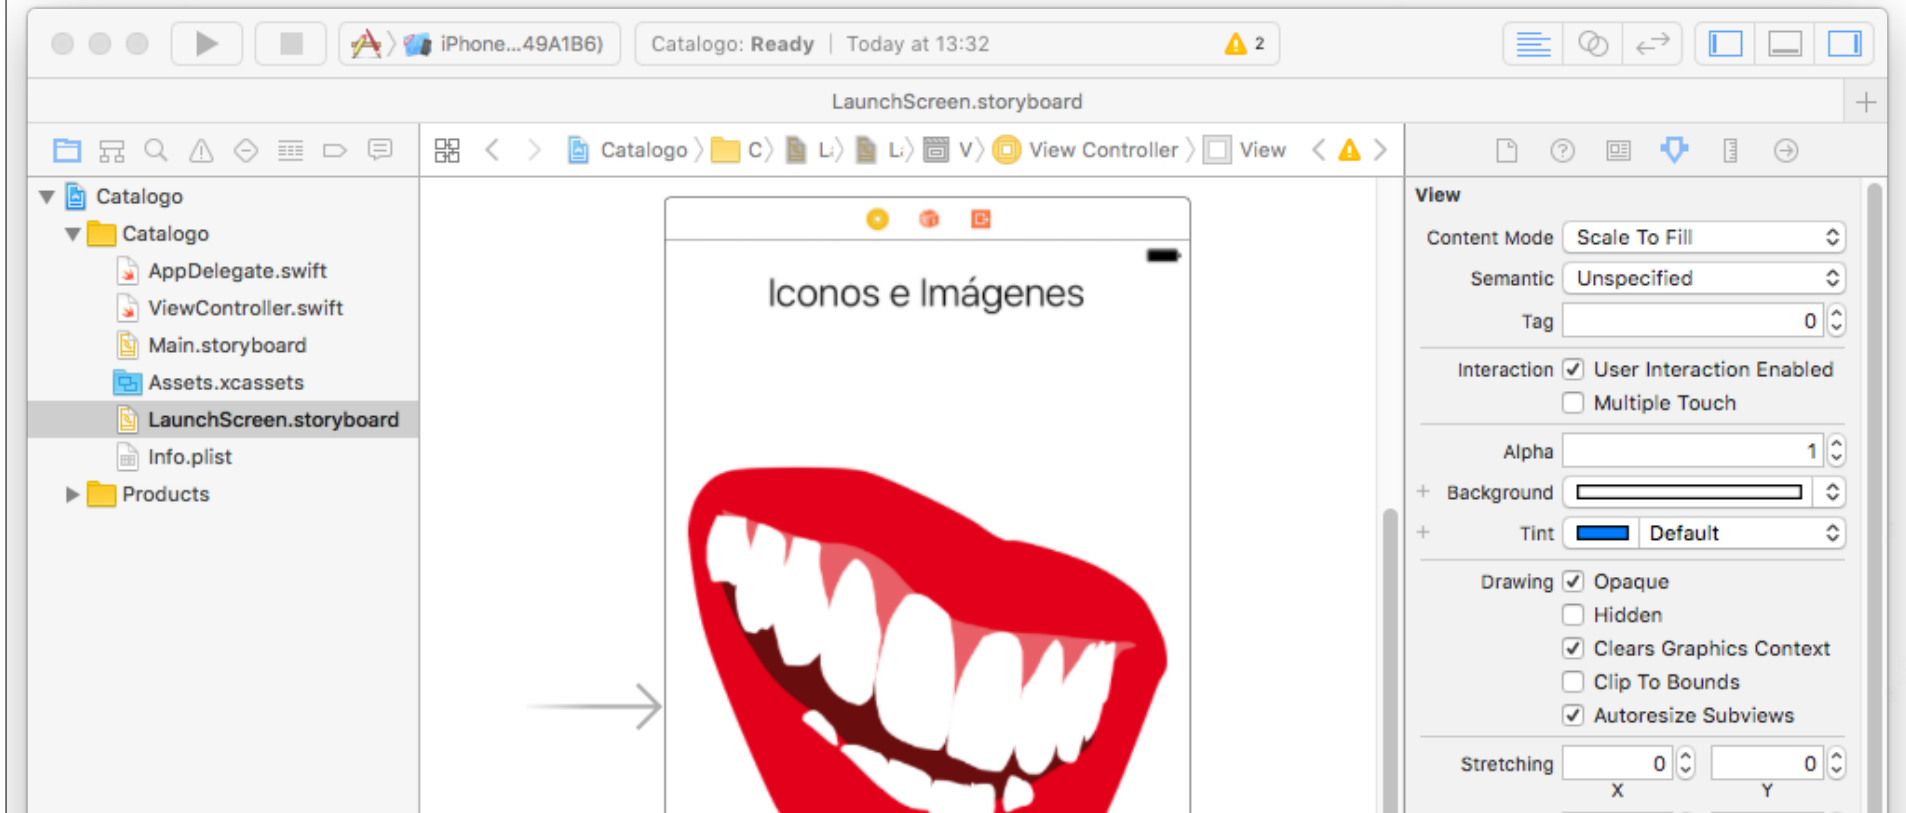 iPhone...49A1B6)
Catalogo: Ready | Today at 13:32
2
LaunchScreen.storyboard
Catalogo
C
L
L
V
View Controller
View
Catalogo
Catalogo
AppDelegate.swift
ViewController.swift
Main.storyboard
Assets.xcassets
LaunchScreen.storyboard
Info.plist
Products
Iconos e Imágenes
View
Content Mode Scale To Fill
Semantic Unspecified
Tag 0
Interaction User Interaction Enabled
Multiple Touch
Alpha 1
Background
Tint Default
Drawing Opaque
Hidden
Clears Graphics Context
Clip To Bounds
Autoresize Subviews
Stretching 0 0
X Y